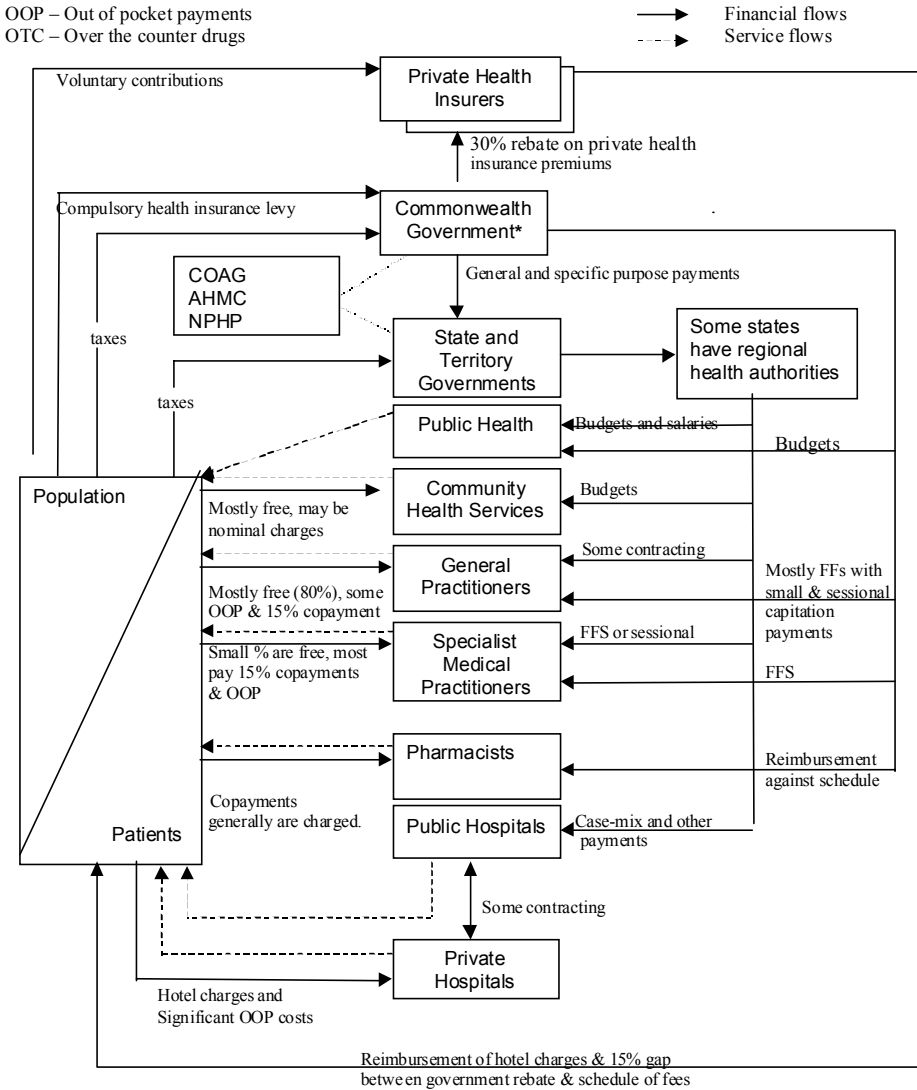 OOP – Out of pocket payments
OTC – Over the counter drugs
Financial flows
Service flows
Voluntary contributions
Private Health
Insurers
30% rebate on private health
insurance premiums
Compulsory health insurance levy
Commonwealth
Government*
General and specific purpose payments
COAG
AHMC
NPHP
taxes
taxes
State and
Territory
Governments
Some states
have regional
health authorities
Public Health
Budgets and salaries
Budgets
Population
Mostly free, may be
nominal charges
Community
Health Services
Budgets
Some contracting
General
Practitioners
Mostly free (80%), some
OOP & 15% copayment
Mostly FFs with
small & sessional
capitation
payments
Small % are free, most
pay 15% copayments
& OOP
Specialist
Medical
Practitioners
FFS or sessional
FFS
Pharmacists
Reimbursement
against schedule
Copayments
generally are charged.
Patients
Public Hospitals
Case-mix and other
payments
Some contracting
Private
Hospitals
Hotel charges and
Significant OOP costs
Reimbursement of hotel charges & 15% gap
between government rebate & schedule of fees